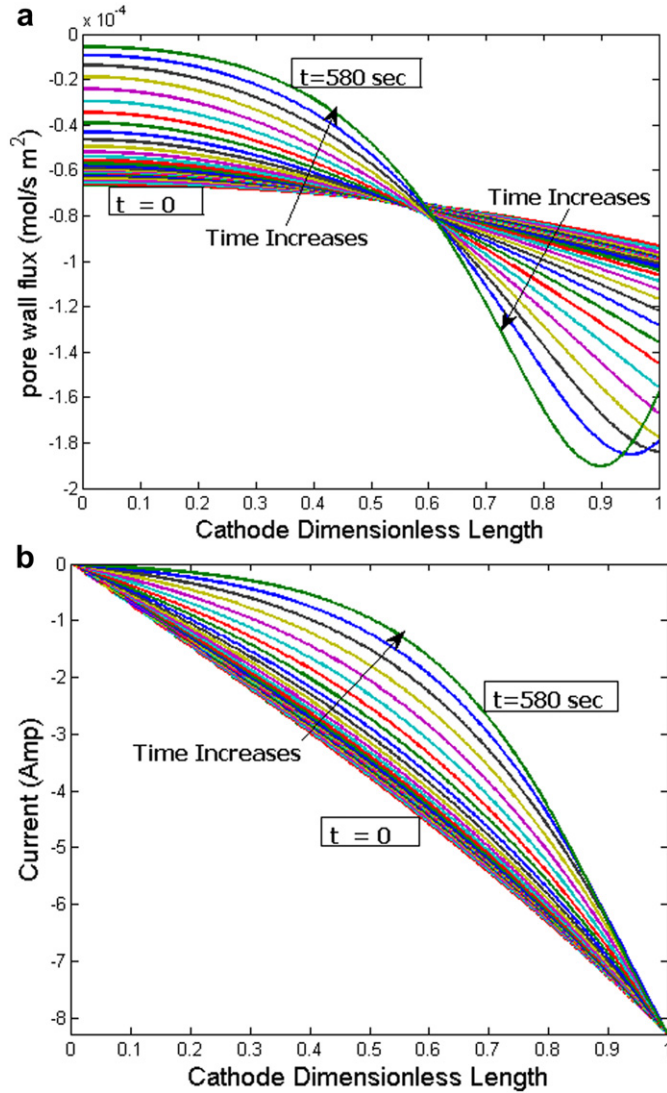 a
x 10⁻⁴
0
-0.2
-0.4
-0.6
-0.8
-1
-1.2
-1.4
-1.6
-1.8
-2
pore wall flux (mol/s m²)
t=580 sec
t = 0
Time Increases
Time Increases
0 0.1 0.2 0.3 0.4 0.5 0.6 0.7 0.8 0.9 1
Cathode Dimensionless Length
b
0
-1
-2
-3
-4
-5
-6
-7
-8
Current (Amp)
t=580 sec
Time Increases
t = 0
0 0.1 0.2 0.3 0.4 0.5 0.6 0.7 0.8 0.9 1
Cathode Dimensionless Length